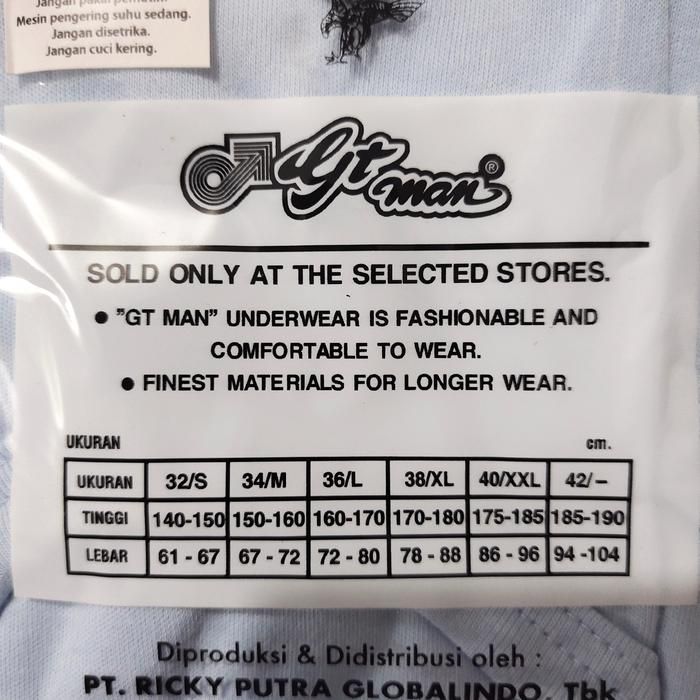 Jangan pakai pemutih.
Mesin pengering suhu sedang.
Jangan disetrika.
Jangan cuci kering.
Gt man ®
SOLD ONLY AT THE SELECTED STORES.
● "GT MAN" UNDERWEAR IS FASHIONABLE AND
COMFORTABLE TO WEAR.
● FINEST MATERIALS FOR LONGER WEAR.
UKURAN cm.
UKURAN 32/S 34/M 36/L 38/XL 40/XXL 42/–
TINGGI 140-150 150-160 160-170 170-180 175-185 185-190
LEBAR 61 - 67 67 - 72 72 - 80 78 - 88 86 - 96 94 -104
Diproduksi & Didistribusi oleh :
PT. RICKY PUTRA GLOBALINDO, Tbk